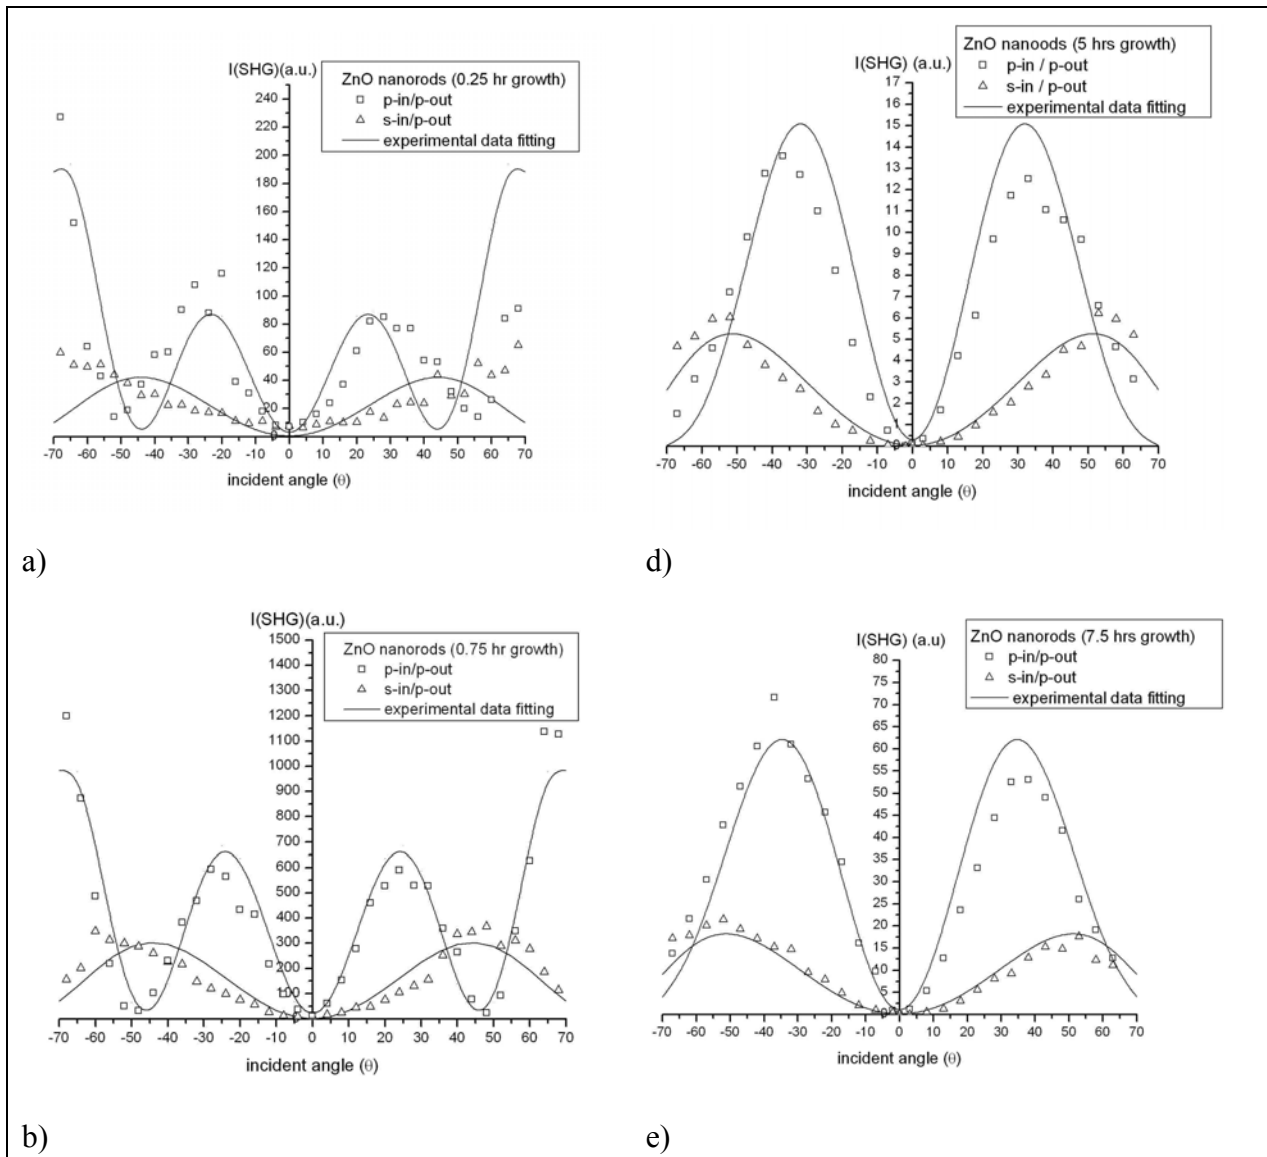 I(SHG)(a.u.)
ZnO nanorods (0.25 hr growth)
p-in/p-out
s-in/p-out
experimental data fitting
240
220
200
180
160
140
120
100
80
60
40
20
0
-70 -60 -50 -40 -30 -20 -10 0 10 20 30 40 50 60 70
incident angle (θ)
a)
I(SHG) (a.u.)
ZnO nanoods (5 hrs growth)
p-in / p-out
s-in / p-out
experimental data fitting
17
16
15
14
13
12
11
10
9
8
7
6
5
4
3
2
1
0
-70 -60 -50 -40 -30 -20 -10 0 10 20 30 40 50 60 70
incident angle (θ)
d)
I(SHG)(a.u.)
ZnO nanorods (0.75 hr growth)
p-in/p-out
s-in/p-out
experimental data fitting
1500
1400
1300
1200
1100
1000
900
800
700
600
500
400
300
200
100
0
-70 -60 -50 -40 -30 -20 -10 0 10 20 30 40 50 60 70
incident angle (θ)
b)
I(SHG) (a.u)
ZnO nanorods (7.5 hrs growth)
p-in/p-out
s-in/p-out
experimental data fitting
80
75
70
65
60
55
50
45
40
35
30
25
20
15
10
5
0
-70 -60 -50 -40 -30 -20 -10 0 10 20 30 40 50 60 70
incident angle (θ)
e)